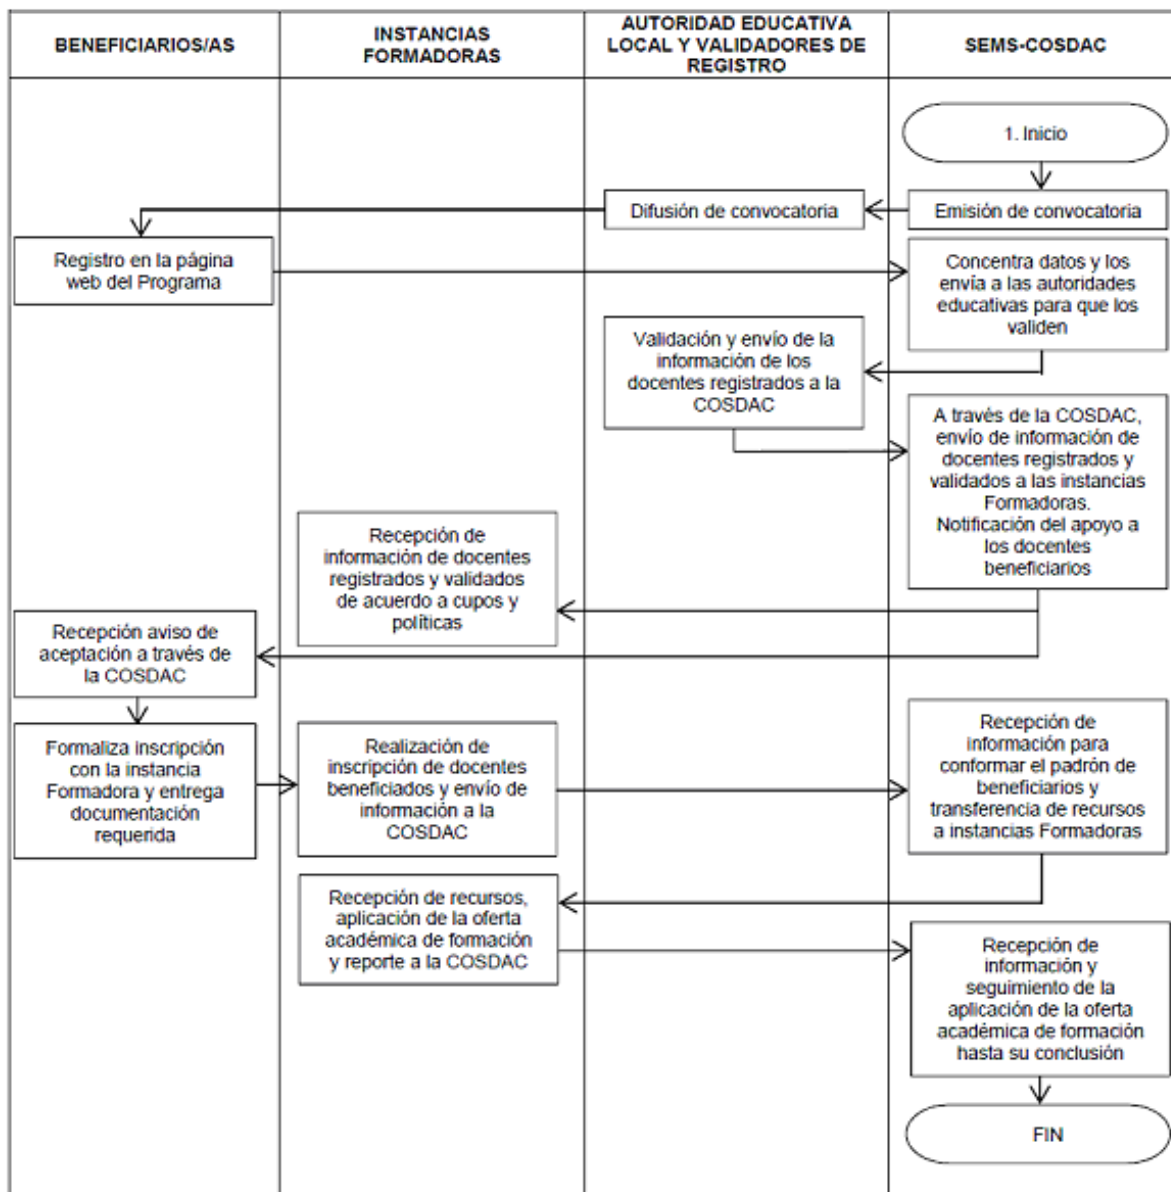 BENEFICIARIOS/AS
INSTANCIAS
FORMADORAS
AUTORIDAD EDUCATIVA
LOCAL Y VALIDADORES DE
REGISTRO
SEMS-COSDAC
1. Inicio
Emisión de convocatoria
Difusión de convocatoria
Registro en la página
web del Programa
Concentra datos y los
envía a las autoridades
educativas para que los
validen
Validación y envío de la
información de los
docentes registrados a la
COSDAC
A través de la COSDAC,
envío de información de
docentes registrados y
validados a las instancias
Formadoras.
Notificación del apoyo a
los docentes
beneficiarios
Recepción de
información de docentes
registrados y validados
de acuerdo a cupos y
políticas
Recepción aviso de
aceptación a través de
la COSDAC
Formaliza inscripción
con la instancia
Formadora y entrega
documentación
requerida
Realización de
inscripción de docentes
beneficiados y envío de
información a la
COSDAC
Recepción de
información para
conformar el padrón de
beneficiarios y
transferencia de recursos
a instancias Formadoras
Recepción de recursos,
aplicación de la oferta
académica de formación
y reporte a la COSDAC
Recepción de
información y
seguimiento de la
aplicación de la oferta
académica de formación
hasta su conclusión
FIN